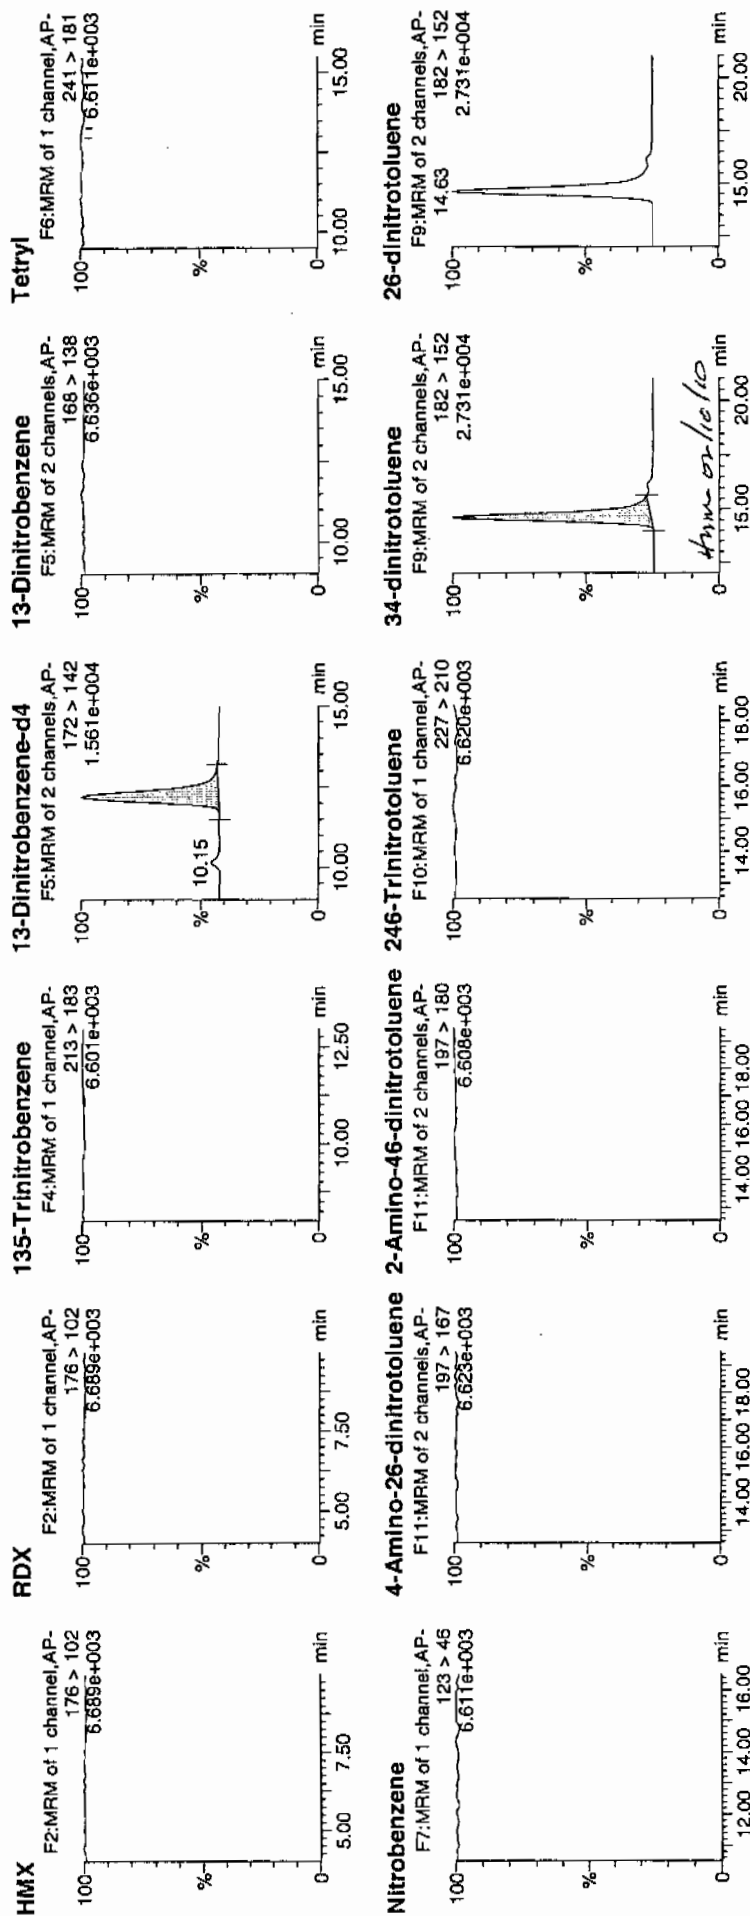 HMX
F2:MRM of 1 channel,AP-
176 > 102
6.689e+003
100
%
0
5.00 7.50 min
RDX
F2:MRM of 1 channel,AP-
176 > 102
6.689e+003
100
%
0
5.00 7.50 min
135-Trinitrobenzene
F4:MRM of 1 channel,AP-
213 > 183
6.601e+003
100
%
0
10.00 12.50 min
13-Dinitrobenzene-d4
F5:MRM of 2 channels,AP-
172 > 142
1.561e+004
100
10.15
%
0
10.00 15.00 min
13-Dinitrobenzene
F5:MRM of 2 channels,AP-
168 > 138
6.636e+003
100
%
0
10.00 15.00 min
Tetryl
F6:MRM of 1 channel,AP-
241 > 181
6.611e+003
100
%
0
10.00 15.00 min
Nitrobenzene
F7:MRM of 1 channel,AP-
123 > 46
6.611e+003
100
%
0
12.00 14.00 16.00 min
4-Amino-26-dinitrotoluene
F11:MRM of 2 channels,AP-
197 > 167
6.623e+003
100
%
0
14.00 16.00 18.00 min
2-Amino-46-dinitrotoluene
F11:MRM of 2 channels,AP-
197 > 180
6.608e+003
100
%
0
14.00 16.00 18.00 min
246-Trinitrotoluene
F10:MRM of 1 channel,AP-
227 > 210
6.620e+003
100
%
0
14.00 16.00 18.00 min
34-dinitrotoluene
F9:MRM of 2 channels,AP-
182 > 152
2.731e+004
100
%
0
15.00 20.00 min
02/10/10
26-dinitrotoluene
F9:MRM of 2 channels,AP-
182 > 152
2.731e+004
14.63
100
%
0
15.00 20.00 min